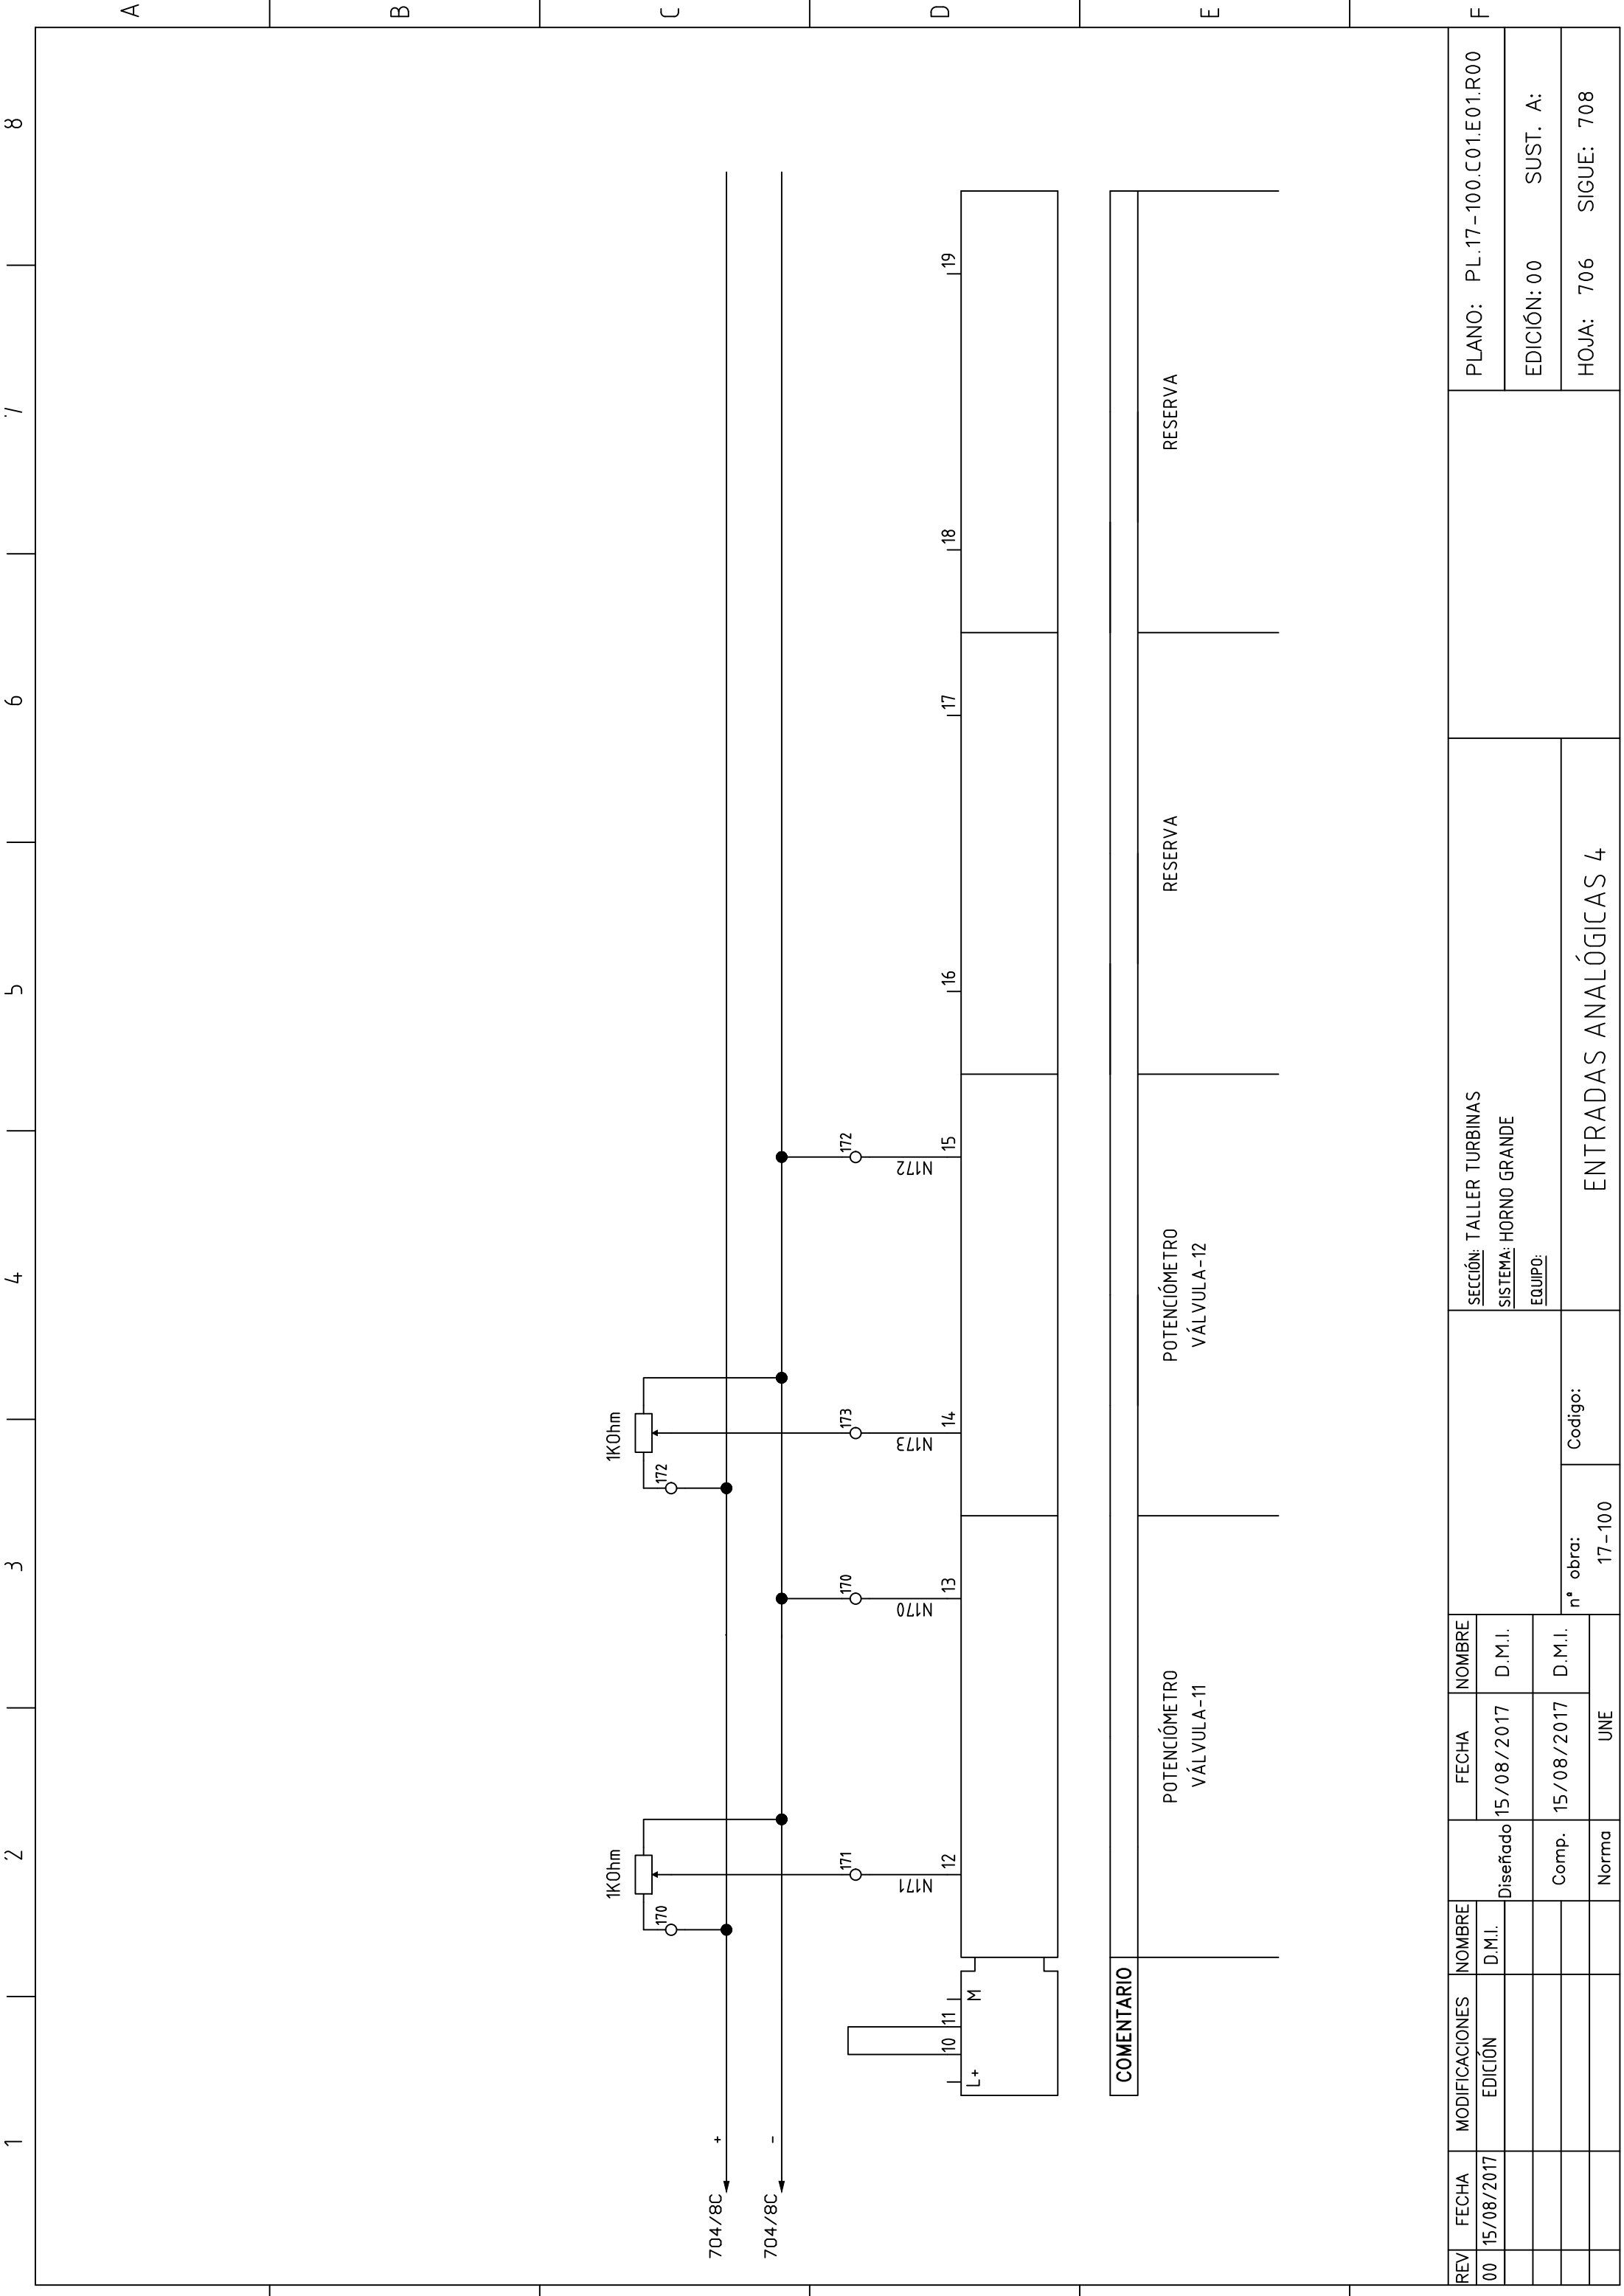 1 2 3 4 5 6 7 8
A
B
C
D
E
F
1KOhm 1KOhm
170 172
704/8C +
704/8C -
171 170 173 172
N171 N170 N173 N172
10 11 12 13 14 15 16 17 18 19
L+ M
COMENTARIO
POTENCIÓMETRO
VÁLVULA-11
POTENCIÓMETRO
VÁLVULA-12
RESERVA
RESERVA
REV FECHA MODIFICACIONES NOMBRE
00 15/08/2017 EDICIÓN D.M.I.
FECHA NOMBRE
Diseñado 15/08/2017 D.M.I.
Comp. 15/08/2017 D.M.I.
Norma UNE
nº obra:
17-100
Codigo:
SECCIÓN: TALLER TURBINAS
SISTEMA: HORNO GRANDE
EQUIPO:
ENTRADAS ANALÓGICAS 4
PLANO: PL.17-100.C01.E01.R00
EDICIÓN: 00 SUST. A:
HOJA: 706 SIGUE: 708